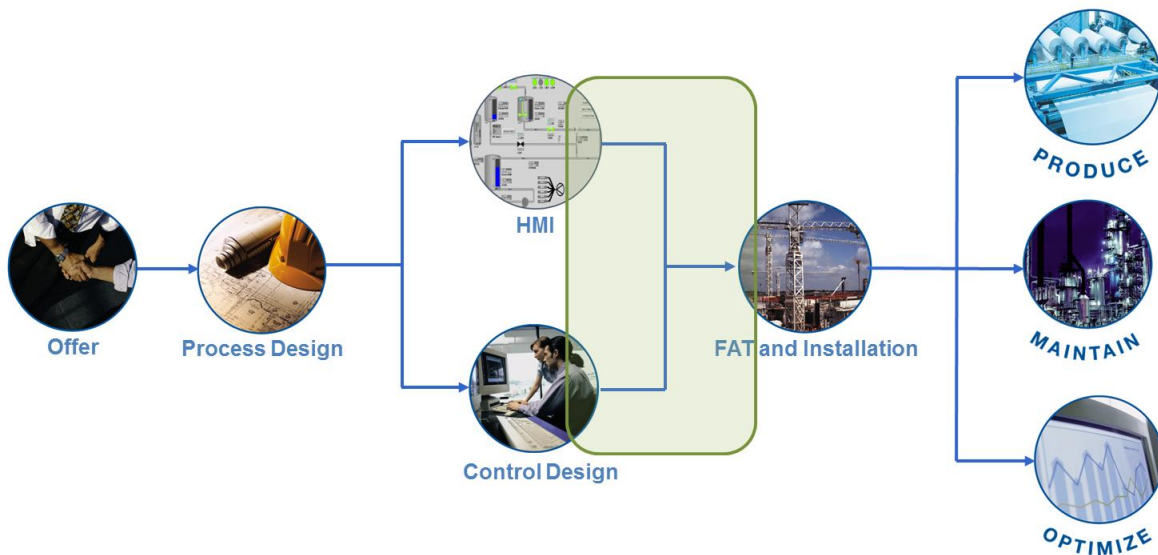 Offer
Process Design
HMI
Control Design
FAT and Installation
PRODUCE
MAINTAIN
OPTIMIZE